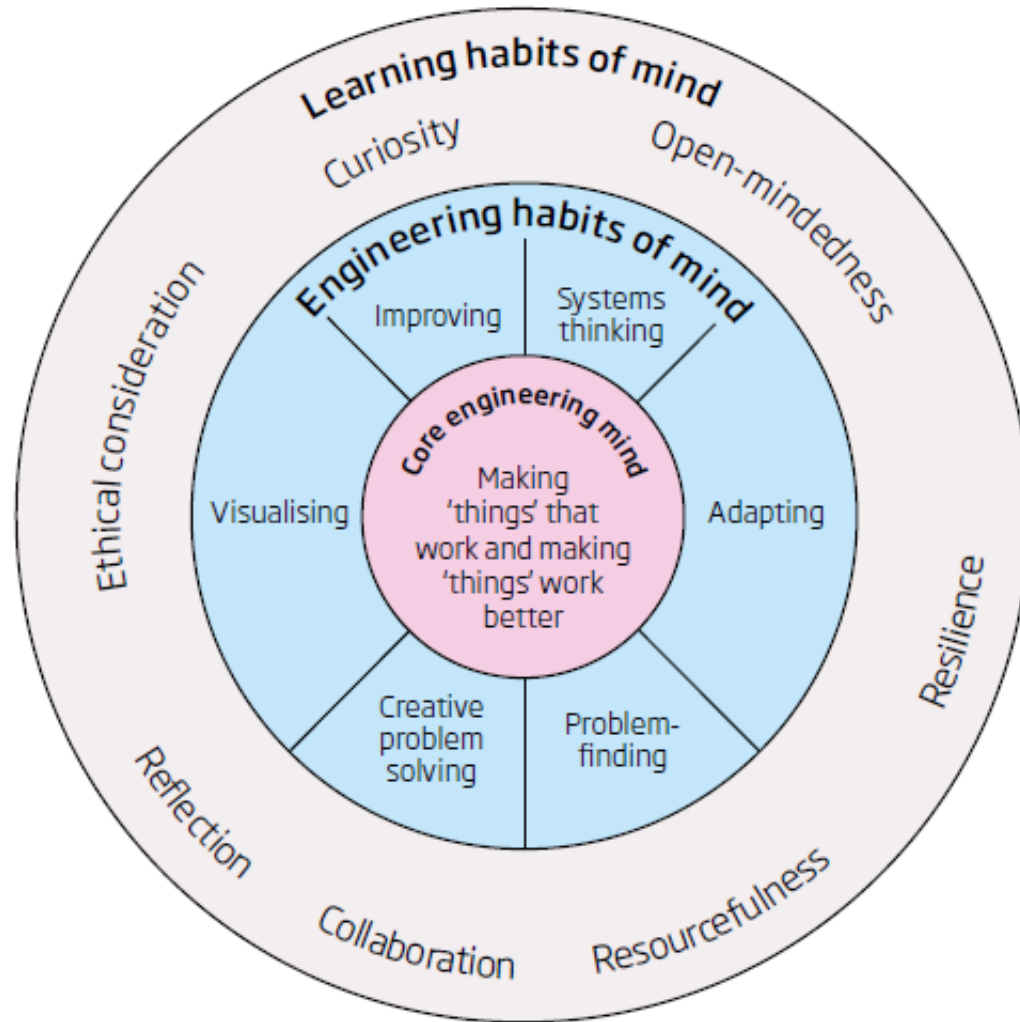 Learning habits of mind
Curiosity
Open-mindedness
Ethical consideration
Resilience
Reflection
Collaboration
Resourcefulness
Engineering habits of mind
Improving
Systems
thinking
Visualising
Adapting
Creative
problem
solving
Problem-
finding
Core engineering mind
Making
‘things’ that
work and making
‘things’ work
better